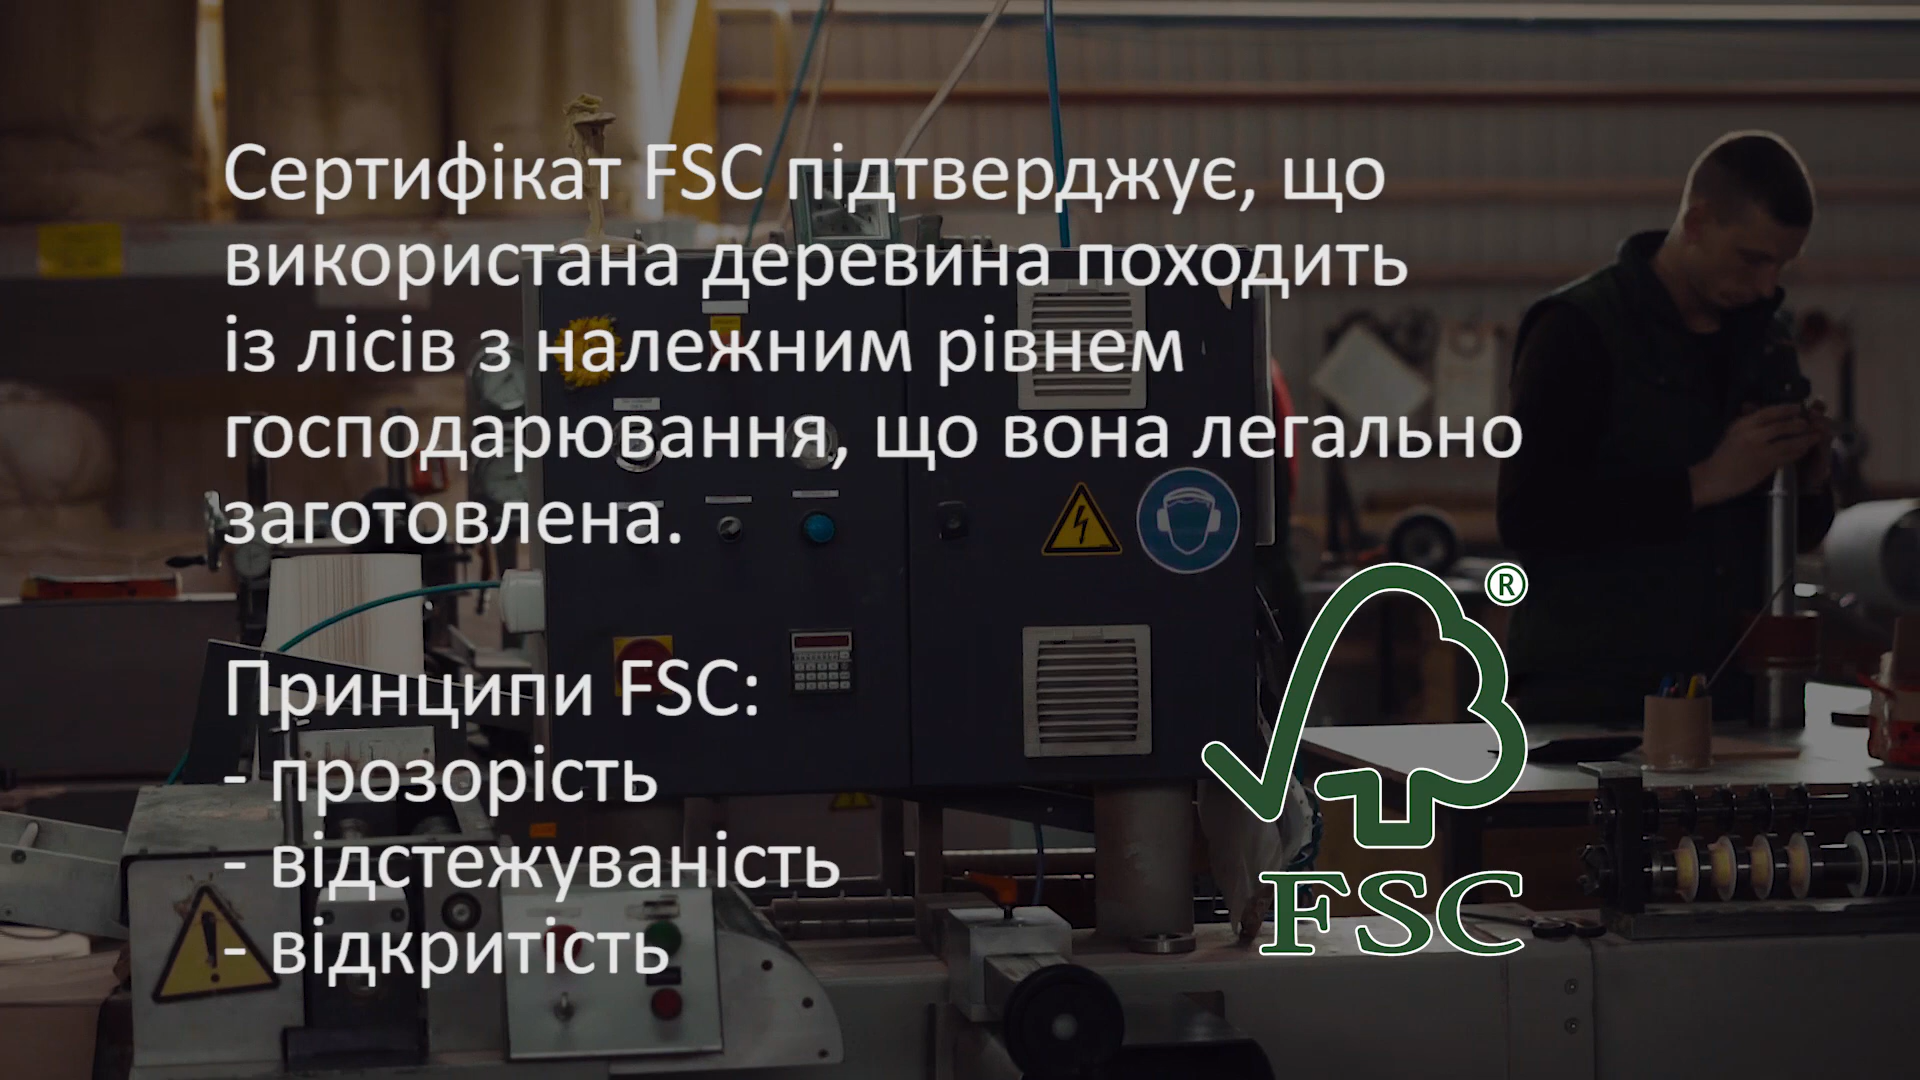 Сертифікат FSC підтверджує, що
використана деревина походить
із лісів з належним рівнем
господарювання, що вона легально
заготовлена.
Принципи FSC:
- прозорість
- відстежуваність
- відкритість
®
FSC